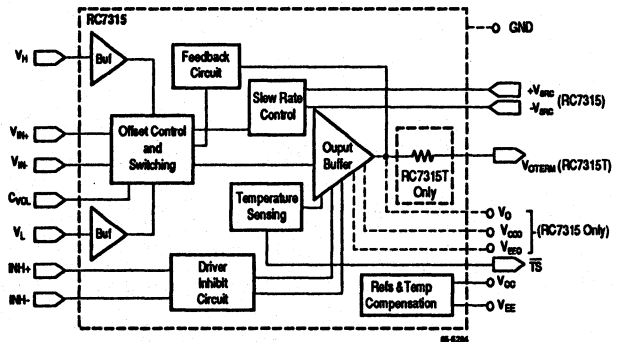 RC7315
GND
VH
Buf
Feedback
Circuit
Slew Rate
Control
+VSRC
-VSRC
(RC7315)
VIN+
VIN-
Offset Control
and
Switching
Ouput
Buffer
RC7315T
Only
VOTERM (RC7315T)
CVOL
Temperature
Sensing
VO
VCCO
VEEO
(RC7315 Only)
VL
Buf
TS
INH+
INH-
Driver
Inhibit
Circuit
Refs & Temp
Compensation
VCC
VEE